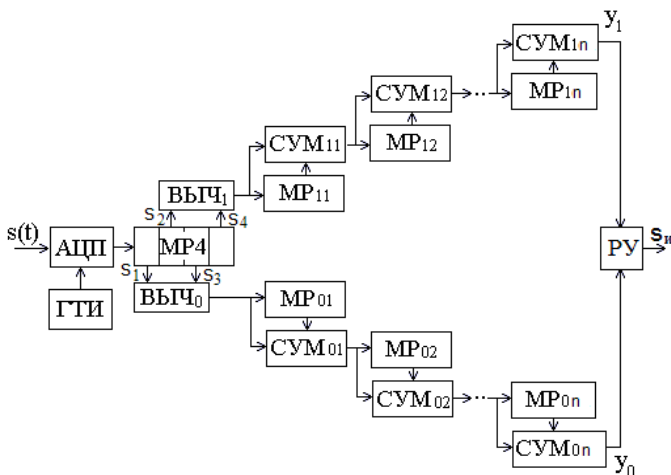 y₁
СУМ₁ₙ
СУМ₁₂
...
МР₁ₙ
СУМ₁₁
МР₁₂
ВЫЧ₁
МР₁₁
s₂
s₄
s(t)
АЦП
МР4
РУ
sᵢ
s₁
s₃
ГТИ
ВЫЧ₀
МР₀₁
СУМ₀₁
МР₀₂
СУМ₀₂
...
МР₀ₙ
СУМ₀ₙ
y₀